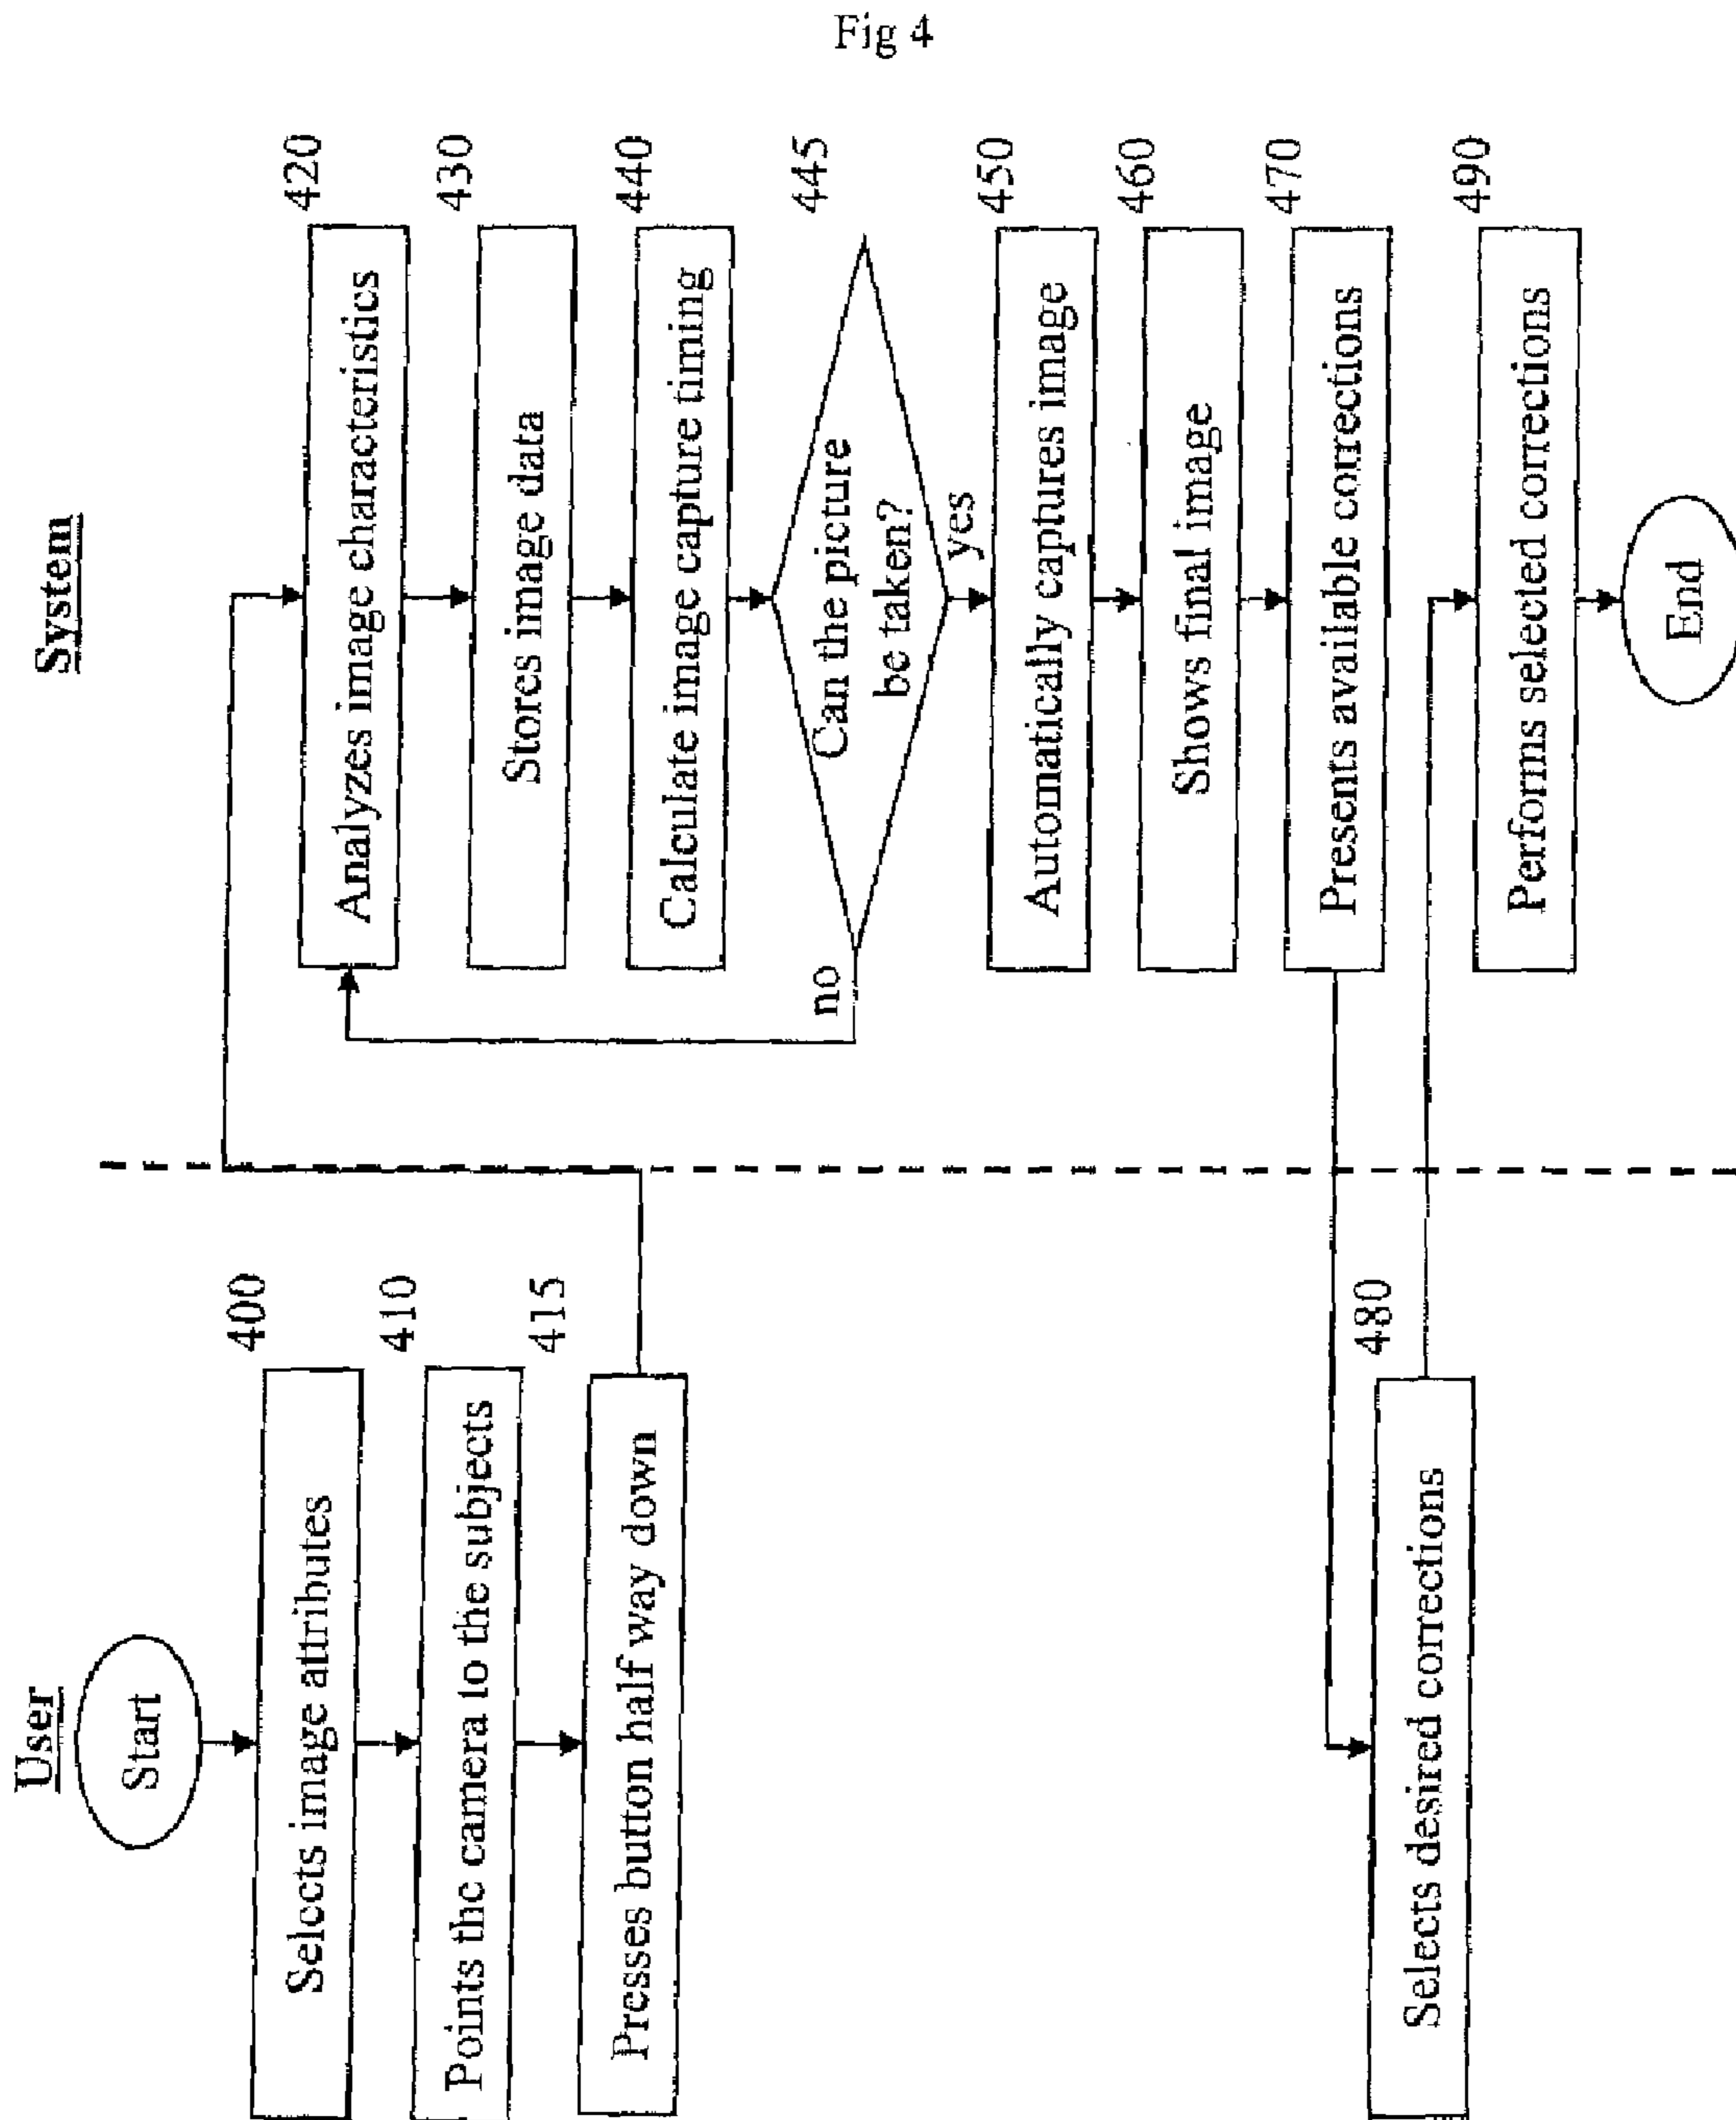 Fig 4
User
Start
Selects image attributes
400
Points the camera to the subjects
410
Presses button half way down
415
System
Analyzes image characteristics
420
Stores image data
430
Calculate image capture timing
440
Can the picture
be taken?
445
no
yes
Automatically captures image
450
Shows final image
460
Presents available corrections
470
Selects desired corrections
480
Performs selected corrections
490
End